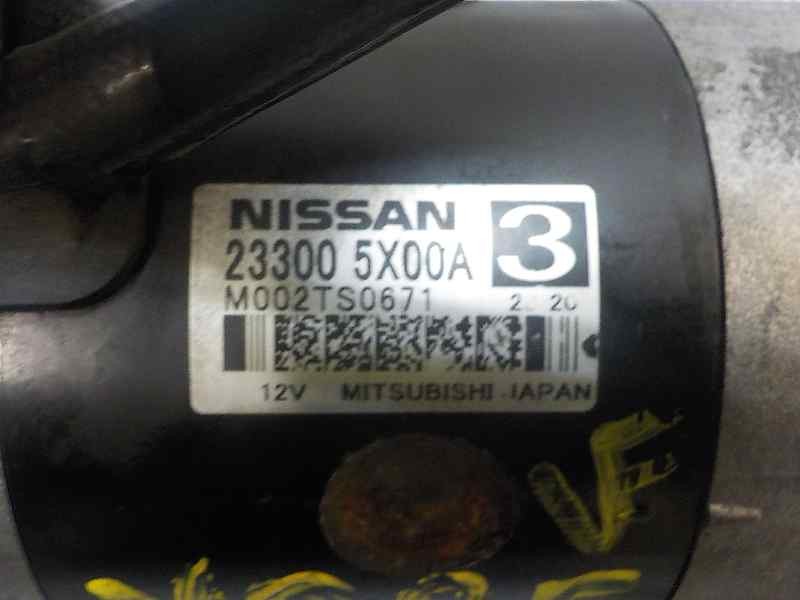 NISSAN 3
23300 5X00A
M002TS0671
12V MITSUBISHI JAPAN